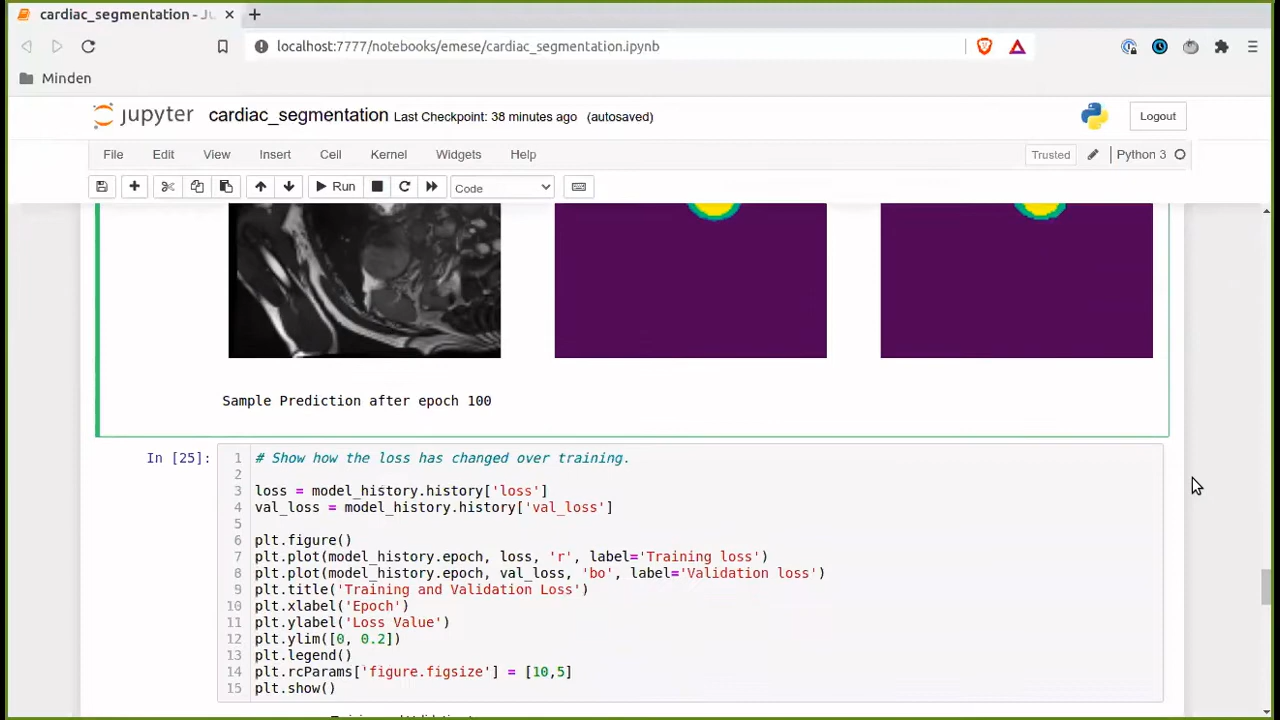 cardiac_segmentation - Ju
localhost:7777/notebooks/emese/cardiac_segmentation.ipynb
Minden
jupyter cardiac_segmentation Last Checkpoint: 38 minutes ago (autosaved) Logout
File Edit View Insert Cell Kernel Widgets Help Trusted Python 3
Run Code
Sample Prediction after epoch 100
In [25]:
1 # Show how the loss has changed over training.
2
3 loss = model_history.history['loss']
4 val_loss = model_history.history['val_loss']
5
6 plt.figure()
7 plt.plot(model_history.epoch, loss, 'r', label='Training loss')
8 plt.plot(model_history.epoch, val_loss, 'bo', label='Validation loss')
9 plt.title('Training and Validation Loss')
10 plt.xlabel('Epoch')
11 plt.ylabel('Loss Value')
12 plt.ylim([0, 0.2])
13 plt.legend()
14 plt.rcParams['figure.figsize'] = [10,5]
15 plt.show()